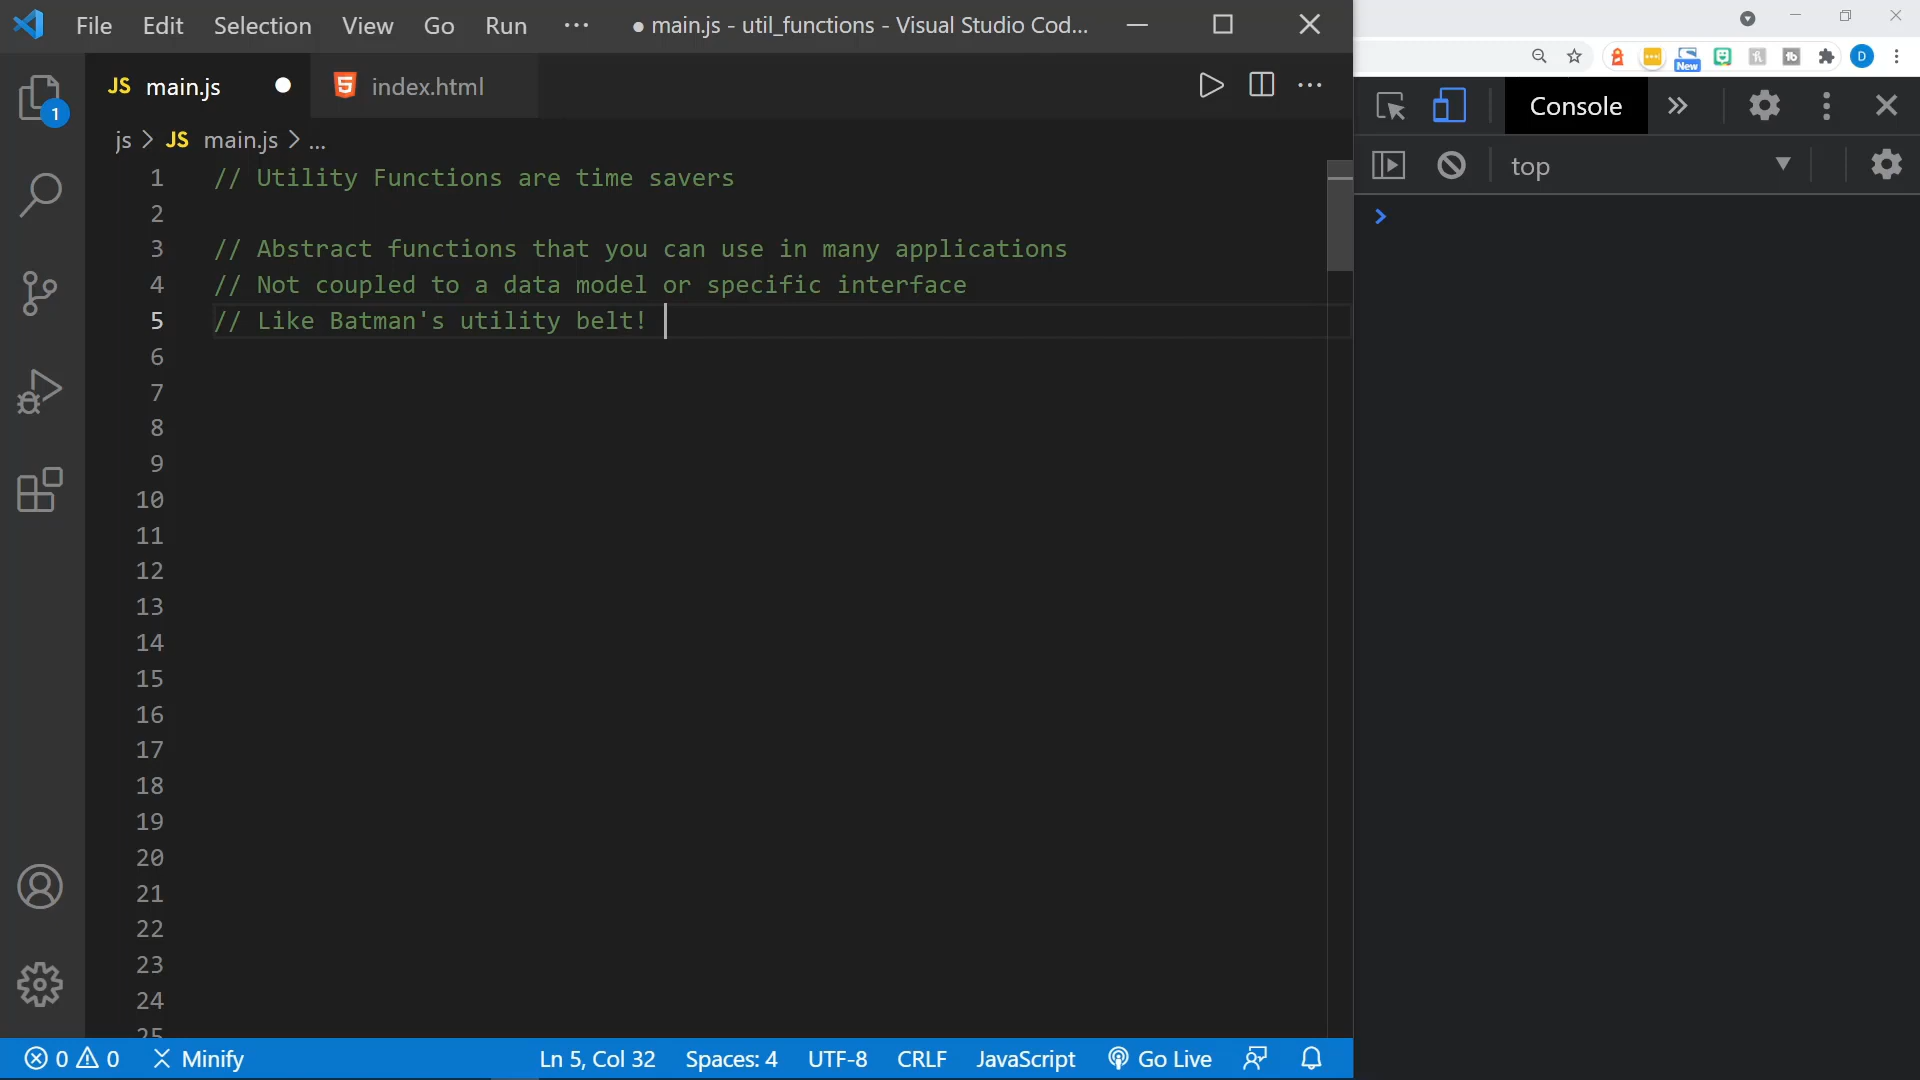 File Edit Selection View Go Run ··· ● main.js - util_functions - Visual Studio Cod...
JS main.js ● index.html
js > JS main.js > ...
1
1 // Utility Functions are time savers
2
3 // Abstract functions that you can use in many applications
4 // Not coupled to a data model or specific interface
5 // Like Batman's utility belt!
6
7
8
9
10
11
12
13
14
15
16
17
18
19
20
21
22
23
24
25
0 0 Minify Ln 5, Col 32 Spaces: 4 UTF-8 CRLF JavaScript Go Live
New D
Console
top